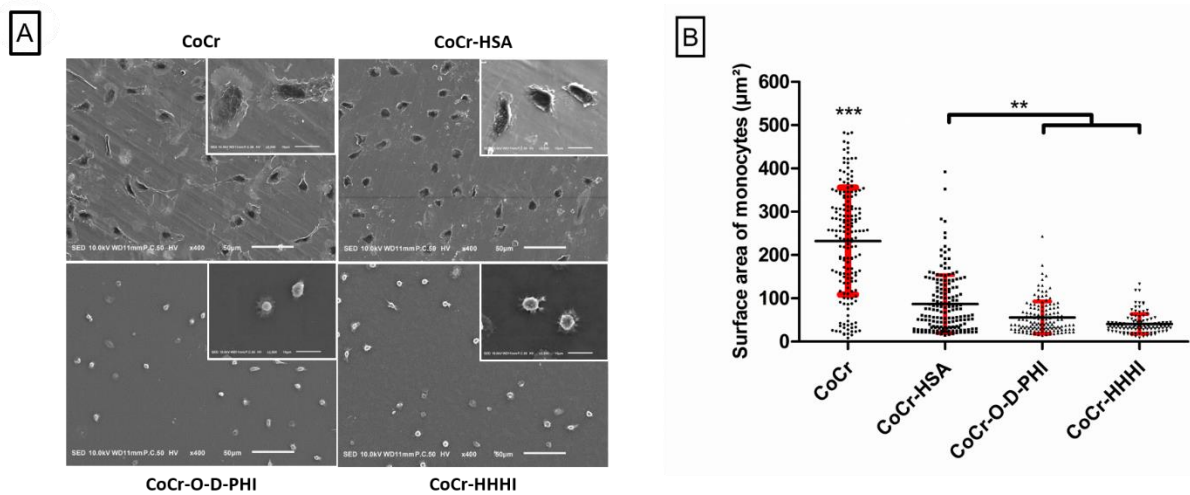 A
CoCr
CoCr-HSA
SED 10.0kV WD11mm P.C.50 HV x400 50µm
SED 10.0kV WD11mm P.C.50 HV x400 50µm
SED 10.0kV WD11mm P.C.50 HV x400 50µm
SED 10.0kV WD11mm P.C.50 HV x400 50µm
CoCr-O-D-PHI
CoCr-HHHI
B
Surface area of monocytes (µm²)
600
500
400
300
200
100
0
***
**
CoCr
CoCr-HSA
CoCr-O-D-PHI
CoCr-HHHI